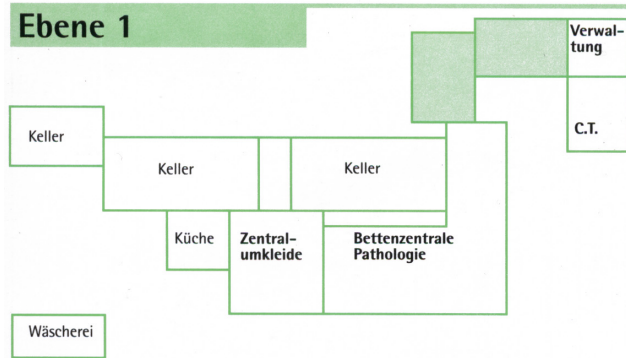 Ebene 1
Verwal-
tung
C.T.
Keller
Keller
Keller
Küche
Zentral-
umkleide
Bettenzentrale
Pathologie
Wäscherei